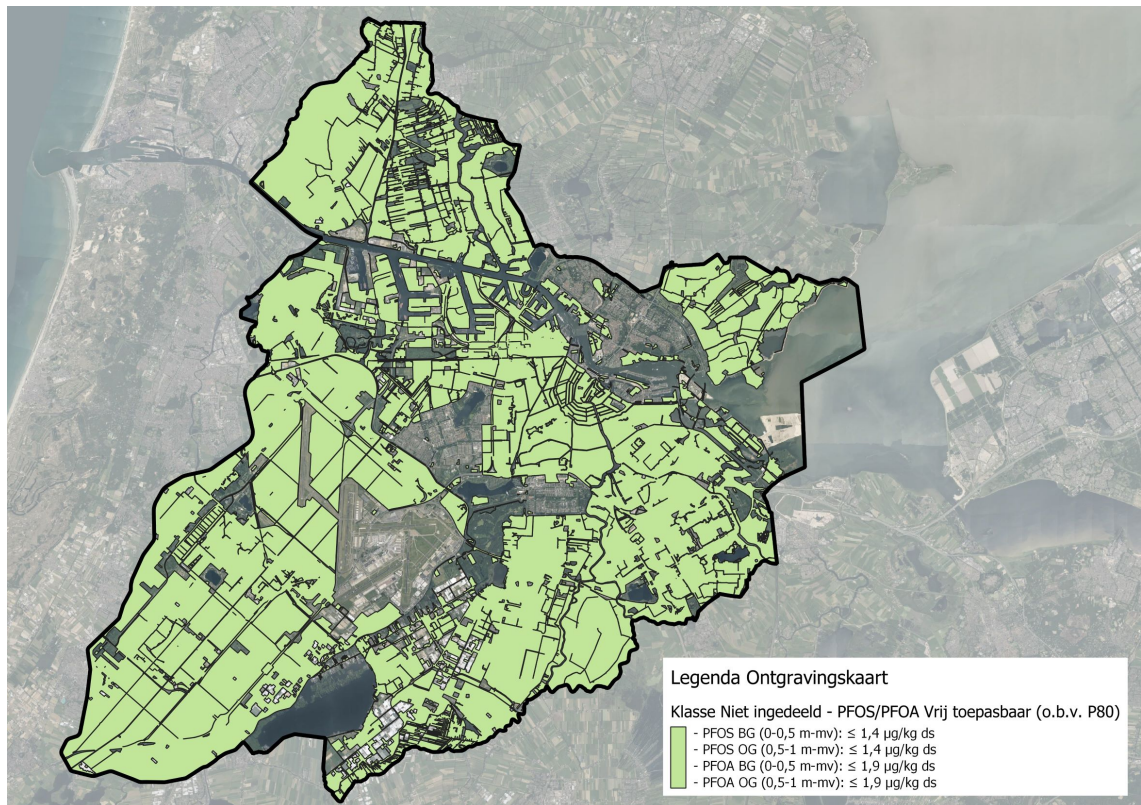 Legenda Ontgravingskaart
Klasse Niet ingedeeld - PFOS/PFOA Vrij toepasbaar (o.b.v. P80)
- PFOS BG (0-0,5 m-mv): ≤ 1,4 µg/kg ds
- PFOS OG (0,5-1 m-mv): ≤ 1,4 µg/kg ds
- PFOA BG (0-0,5 m-mv): ≤ 1,9 µg/kg ds
- PFOA OG (0,5-1 m-mv): ≤ 1,9 µg/kg ds